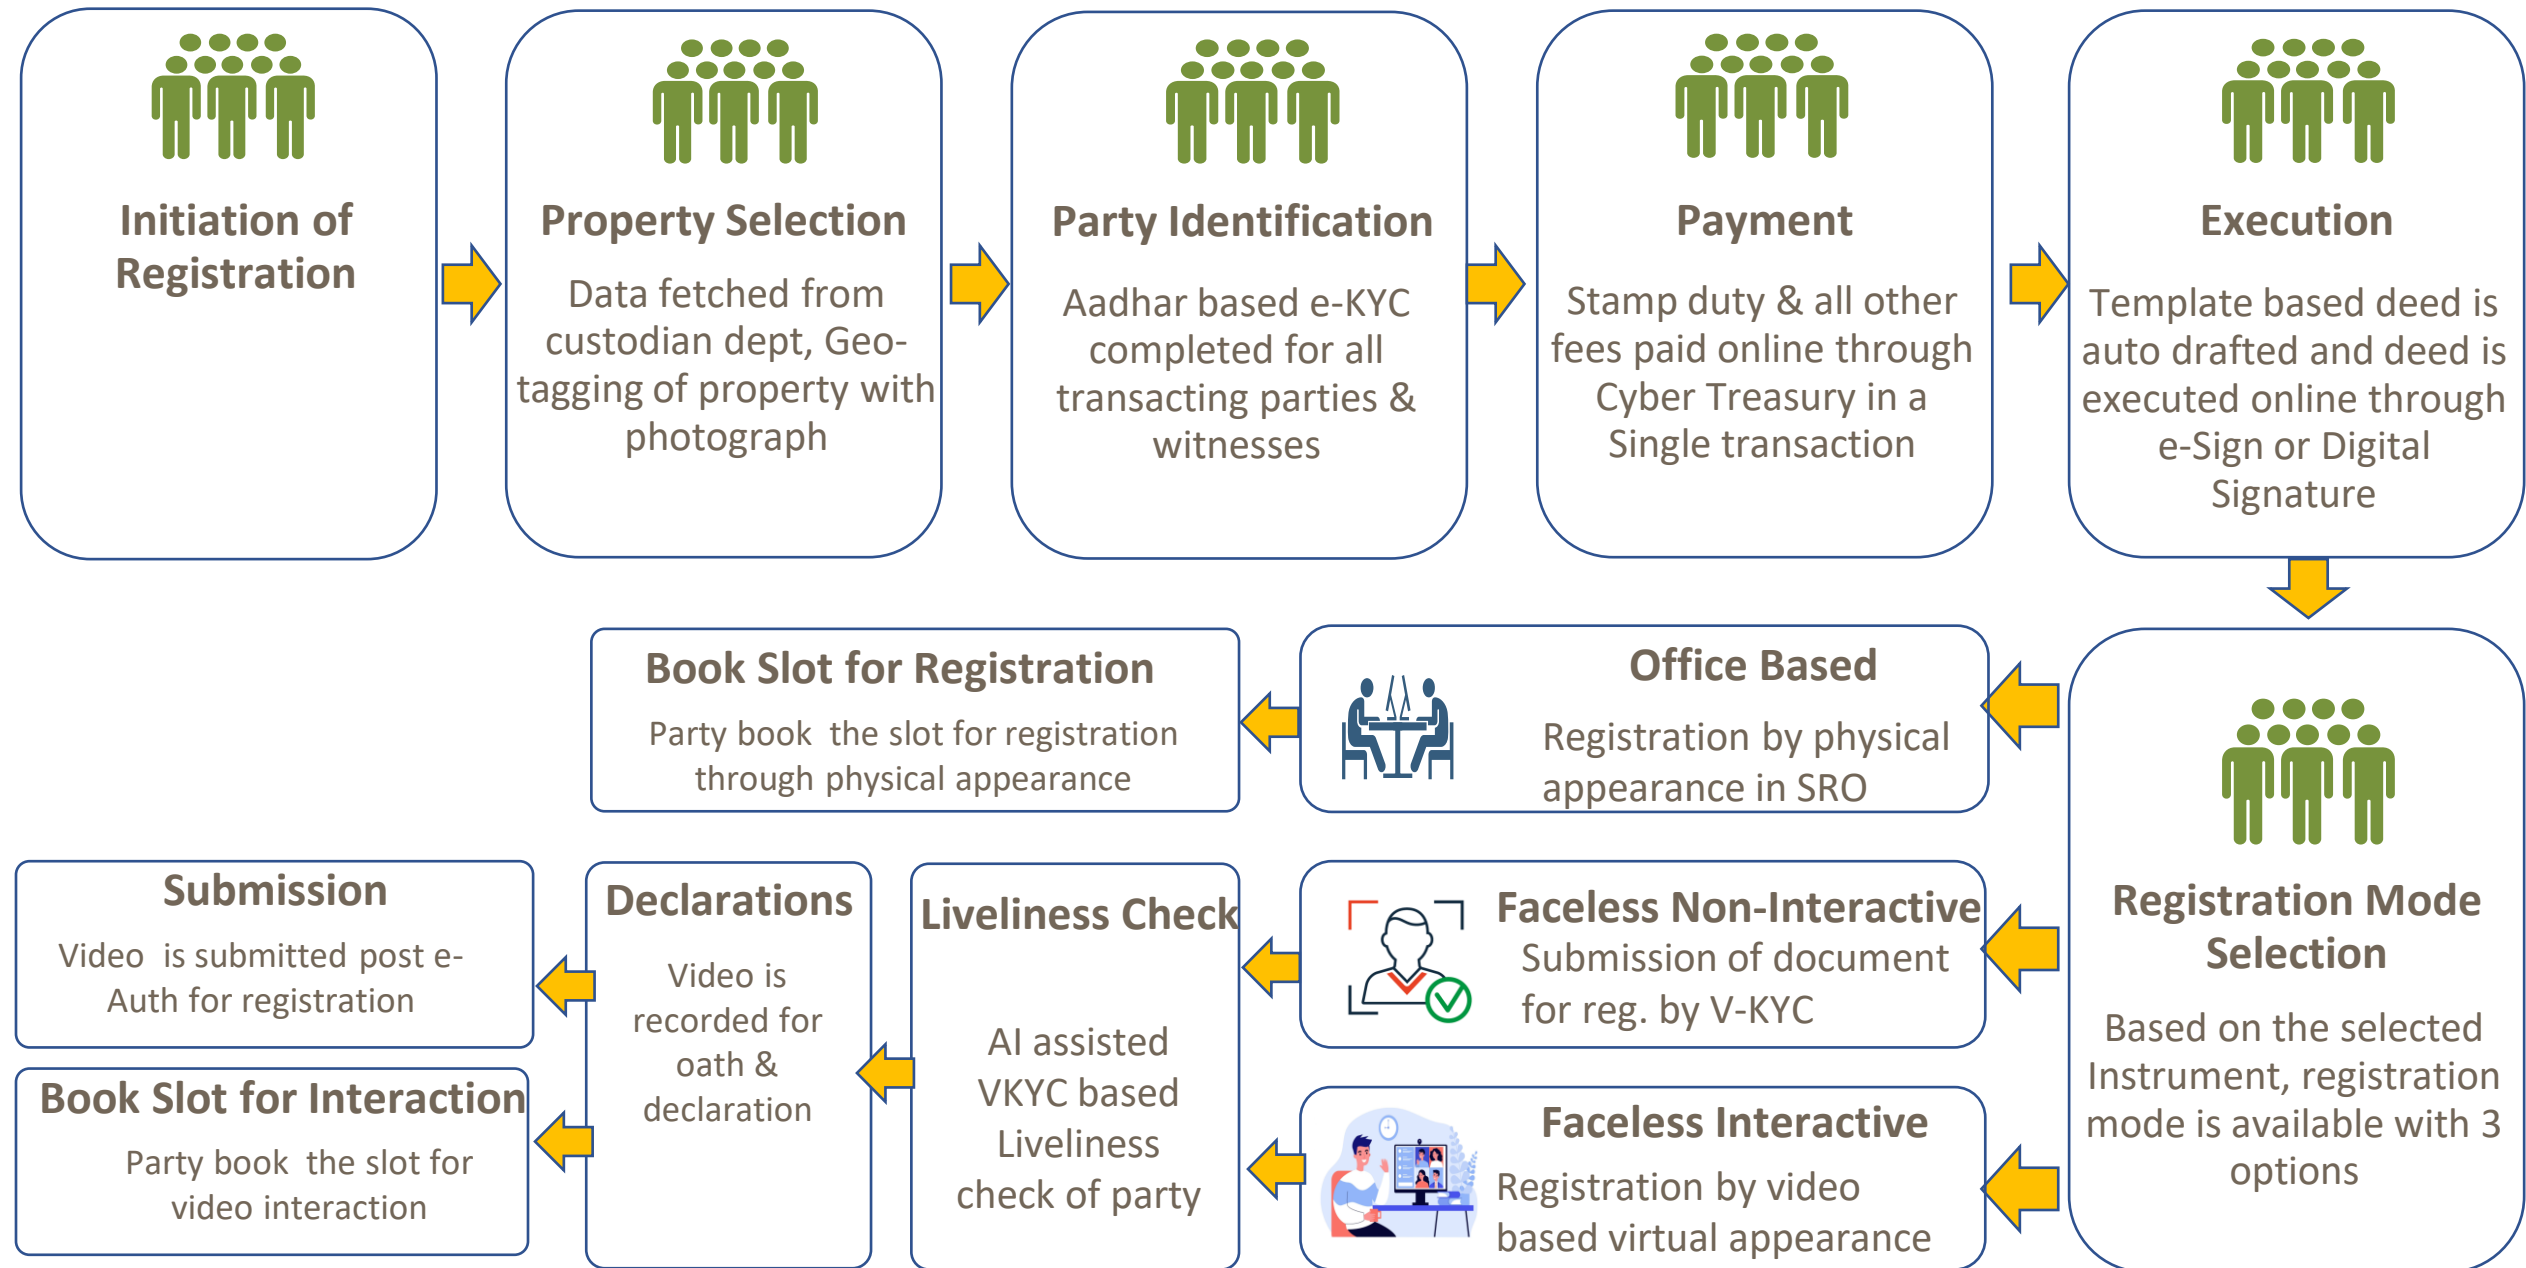 Initiation of
Registration
Property Selection
Data fetched from
custodian dept, Geo-
tagging of property with
photograph
Party Identification
Aadhar based e-KYC
completed for all
transacting parties &
witnesses
Payment
Stamp duty & all other
fees paid online through
Cyber Treasury in a
Single transaction
Execution
Template based deed is
auto drafted and deed is
executed online through
e-Sign or Digital
Signature
Registration Mode
Selection
Based on the selected
Instrument, registration
mode is available with 3
options
Office Based
Registration by physical
appearance in SRO
Book Slot for Registration
Party book the slot for registration
through physical appearance
Faceless Non-Interactive
Submission of document
for reg. by V-KYC
Faceless Interactive
Registration by video
based virtual appearance
Liveliness Check
AI assisted
VKYC based
Liveliness
check of party
Declarations
Video is
recorded for
oath &
declaration
Submission
Video is submitted post e-
Auth for registration
Book Slot for Interaction
Party book the slot for
video interaction